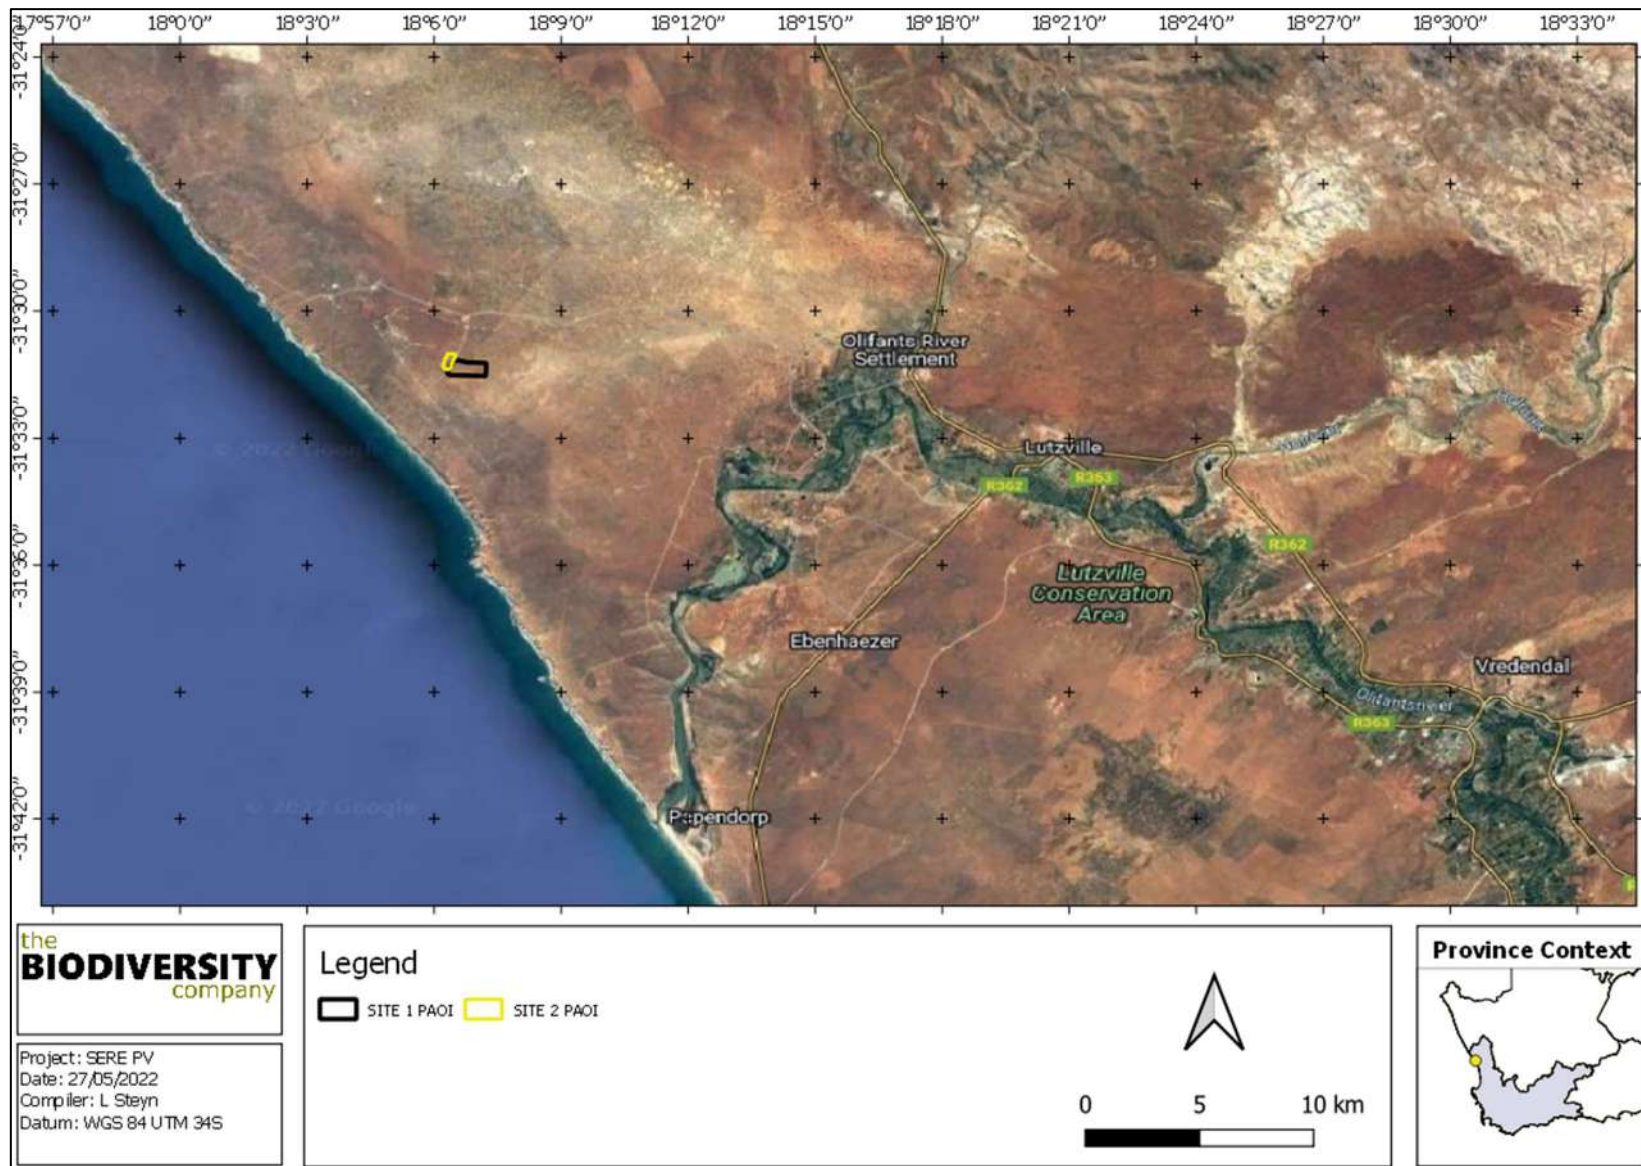 17°57'0" 18°0'0" 18°3'0" 18°6'0" 18°9'0" 18°12'0" 18°15'0" 18°18'0" 18°21'0" 18°24'0" 18°27'0" 18°30'0" 18°33'0"
-31°24'0"
-31°27'0"
-31°30'0"
-31°33'0"
-31°36'0"
-31°39'0"
-31°42'0"
Olifants River
Settlement
Lutzville
R362
R363
R362
© 2022 Google
Lutzville
Conservation
Area
Ebenhaezer
Vredendal
Olifantsrivier
R363
© 2022 Google
Papendorp
the
BIODIVERSITY
company
Project: SERE PV
Date: 27/05/2022
Compiler: L Steyn
Datum: WGS 84 UTM 34S
Legend
SITE 1 PAOI
SITE 2 PAOI
0 5 10 km
Province Context